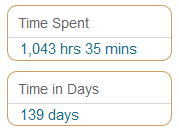 Time Spent
1,043 hrs 35 mins
Time in Days
139 days